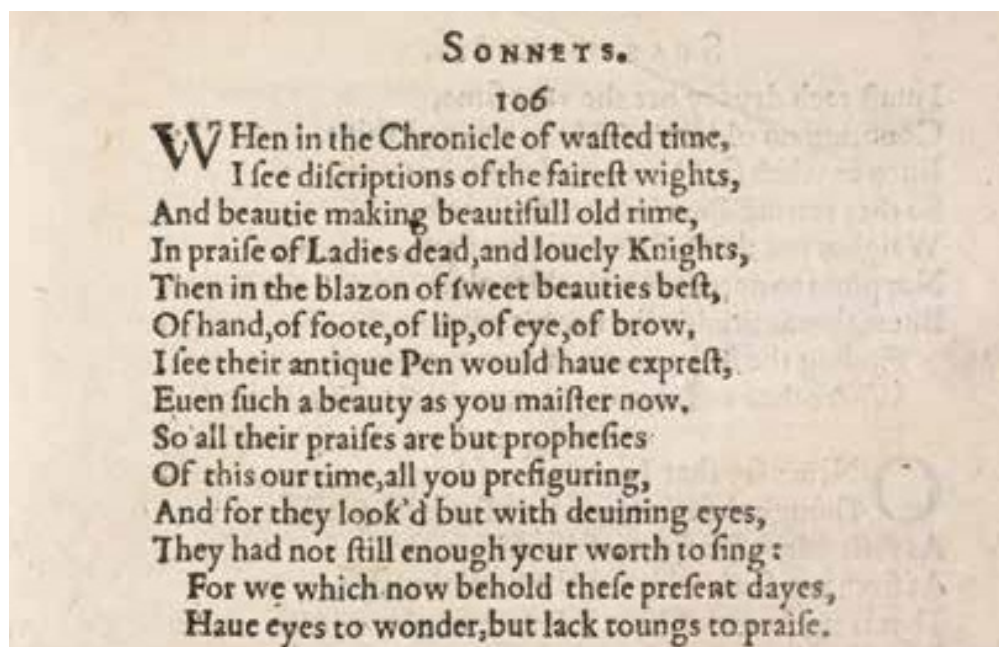 SONNETS.
106
WHen in the Chronicle of waſted time,
I ſee diſcriptions of the faireſt wights,
And beautie making beautifull old rime,
In praiſe of Ladies dead,and louely Knights,
Then in the blazon of ſweet beauties beſt,
Of hand,of foote,of lip,of eye,of brow,
I ſee their antique Pen would haue expreſt,
Euen ſuch a beauty as you maiſter now.
So all their praiſes are but propheſies
Of this our time,all you prefiguring,
And for they look'd but with deuining eyes,
They had not ſtill enough your worth to ſing :
For we which now behold theſe preſent dayes,
Haue eyes to wonder,but lack toungs to praiſe.